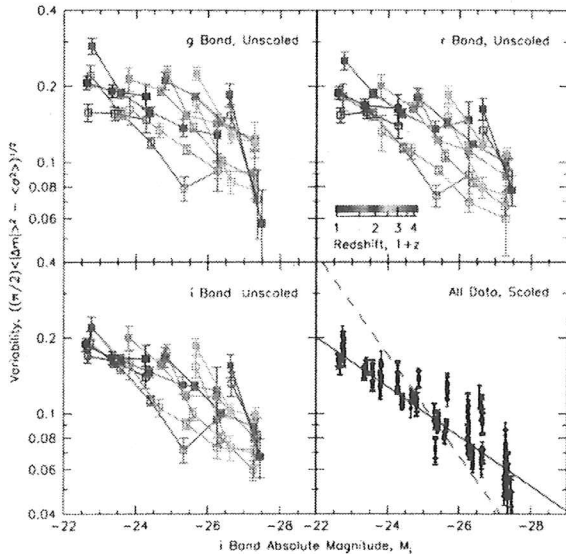 g Band, Unscaled
r Band, Unscaled
0.4
0.2
0.1
0.08
0.06
1 2 3 4
Redshift, 1+z
0.4
i Band Unscaled
All Data, Scaled
0.2
0.1
0.08
0.06
0.04
-22 -24 -26 -22 -24 -26 -28
Variability, ((π/2)<|Δm|>² − <σ²>)^1/2
i Band Absolute Magnitude, Mᵢ